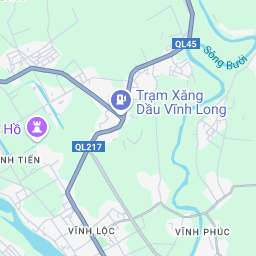 QL45
Sông Bưởi
Trạm Xăng
Dầu Vĩnh Long
Hồ
NH TIẾN
QL217
VĨNH LỘC
VĨNH PHÚC